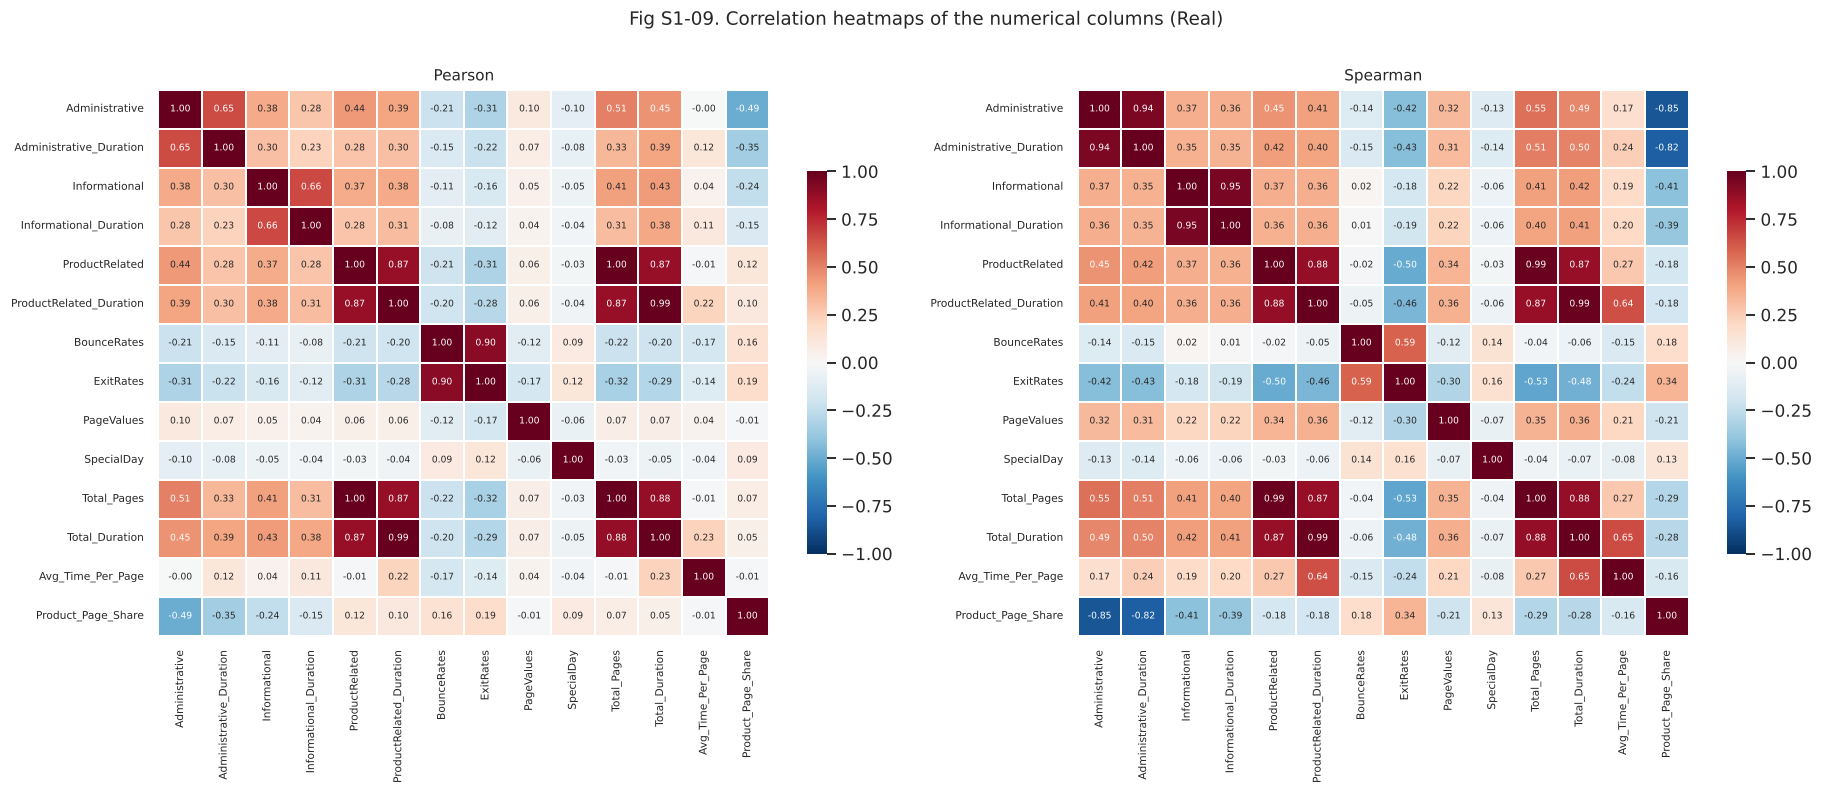 Fig S1-09. Correlation heatmaps of the numerical columns (Real)
Pearson
Administrative 1.00 0.65 0.38 0.28 0.44 0.39 -0.21 -0.31 0.10 -0.10 0.51 0.45 -0.00 -0.49
Administrative_Duration 0.65 1.00 0.30 0.23 0.28 0.30 -0.15 -0.22 0.07 -0.08 0.33 0.39 0.12 -0.35
Informational 0.38 0.30 1.00 0.66 0.37 0.38 -0.11 -0.16 0.05 -0.05 0.41 0.43 0.04 -0.24
Informational_Duration 0.28 0.23 0.66 1.00 0.28 0.31 -0.08 -0.12 0.04 -0.04 0.31 0.38 0.11 -0.15
ProductRelated 0.44 0.28 0.37 0.28 1.00 0.87 -0.21 -0.31 0.06 -0.03 1.00 0.87 -0.01 0.12
ProductRelated_Duration 0.39 0.30 0.38 0.31 0.87 1.00 -0.20 -0.28 0.06 -0.04 0.87 0.99 0.22 0.10
BounceRates -0.21 -0.15 -0.11 -0.08 -0.21 -0.20 1.00 0.90 -0.12 0.09 -0.22 -0.20 -0.17 0.16
ExitRates -0.31 -0.22 -0.16 -0.12 -0.31 -0.28 0.90 1.00 -0.17 0.12 -0.32 -0.29 -0.14 0.19
PageValues 0.10 0.07 0.05 0.04 0.06 0.06 -0.12 -0.17 1.00 -0.06 0.07 0.07 0.04 -0.01
SpecialDay -0.10 -0.08 -0.05 -0.04 -0.03 -0.04 0.09 0.12 -0.06 1.00 -0.03 -0.05 -0.04 0.09
Total_Pages 0.51 0.33 0.41 0.31 1.00 0.87 -0.22 -0.32 0.07 -0.03 1.00 0.88 -0.01 0.07
Total_Duration 0.45 0.39 0.43 0.38 0.87 0.99 -0.20 -0.29 0.07 -0.05 0.88 1.00 0.23 0.05
Avg_Time_Per_Page -0.00 0.12 0.04 0.11 -0.01 0.22 -0.17 -0.14 0.04 -0.04 -0.01 0.23 1.00 -0.01
Product_Page_Share -0.49 -0.35 -0.24 -0.15 0.12 0.10 0.16 0.19 -0.01 0.09 0.07 0.05 -0.01 1.00
Administrative
Administrative_Duration
Informational
Informational_Duration
ProductRelated
ProductRelated_Duration
BounceRates
ExitRates
PageValues
SpecialDay
Total_Pages
Total_Duration
Avg_Time_Per_Page
Product_Page_Share
1.00
0.75
0.50
0.25
0.00
−0.25
−0.50
−0.75
−1.00
Spearman
Administrative 1.00 0.94 0.37 0.36 0.45 0.41 -0.14 -0.42 0.32 -0.13 0.55 0.49 0.17 -0.85
Administrative_Duration 0.94 1.00 0.35 0.35 0.42 0.40 -0.15 -0.43 0.31 -0.14 0.51 0.50 0.24 -0.82
Informational 0.37 0.35 1.00 0.95 0.37 0.36 0.02 -0.18 0.22 -0.06 0.41 0.42 0.19 -0.41
Informational_Duration 0.36 0.35 0.95 1.00 0.36 0.36 0.01 -0.19 0.22 -0.06 0.40 0.41 0.20 -0.39
ProductRelated 0.45 0.42 0.37 0.36 1.00 0.88 -0.02 -0.50 0.34 -0.03 0.99 0.87 0.27 -0.18
ProductRelated_Duration 0.41 0.40 0.36 0.36 0.88 1.00 -0.05 -0.46 0.36 -0.06 0.87 0.99 0.64 -0.18
BounceRates -0.14 -0.15 0.02 0.01 -0.02 -0.05 1.00 0.59 -0.12 0.14 -0.04 -0.06 -0.15 0.18
ExitRates -0.42 -0.43 -0.18 -0.19 -0.50 -0.46 0.59 1.00 -0.30 0.16 -0.53 -0.48 -0.24 0.34
PageValues 0.32 0.31 0.22 0.22 0.34 0.36 -0.12 -0.30 1.00 -0.07 0.35 0.36 0.21 -0.21
SpecialDay -0.13 -0.14 -0.06 -0.06 -0.03 -0.06 0.14 0.16 -0.07 1.00 -0.04 -0.07 -0.08 0.13
Total_Pages 0.55 0.51 0.41 0.40 0.99 0.87 -0.04 -0.53 0.35 -0.04 1.00 0.88 0.27 -0.29
Total_Duration 0.49 0.50 0.42 0.41 0.87 0.99 -0.06 -0.48 0.36 -0.07 0.88 1.00 0.65 -0.28
Avg_Time_Per_Page 0.17 0.24 0.19 0.20 0.27 0.64 -0.15 -0.24 0.21 -0.08 0.27 0.65 1.00 -0.16
Product_Page_Share -0.85 -0.82 -0.41 -0.39 -0.18 -0.18 0.18 0.34 -0.21 0.13 -0.29 -0.28 -0.16 1.00
Administrative
Administrative_Duration
Informational
Informational_Duration
ProductRelated
ProductRelated_Duration
BounceRates
ExitRates
PageValues
SpecialDay
Total_Pages
Total_Duration
Avg_Time_Per_Page
Product_Page_Share
1.00
0.75
0.50
0.25
0.00
−0.25
−0.50
−0.75
−1.00